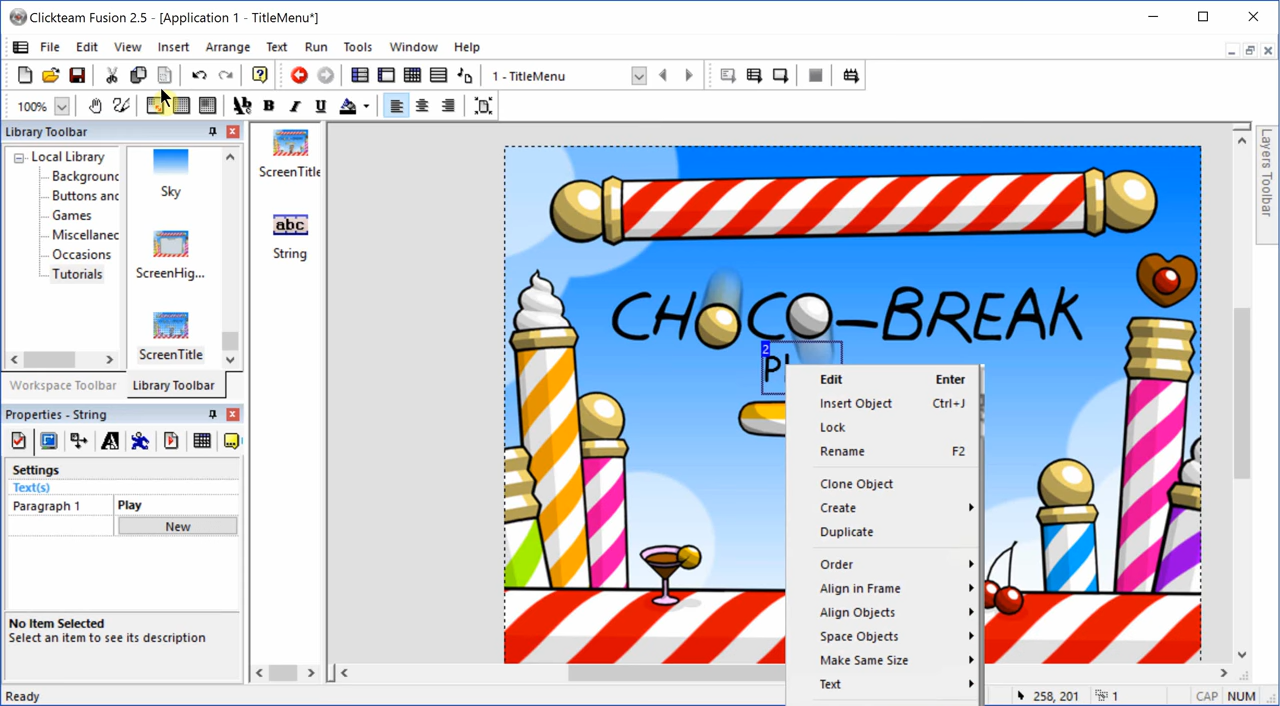 Clickteam Fusion 2.5 - [Application 1 - TitleMenu*]
File Edit View Insert Arrange Text Run Tools Window Help
1 - TitleMenu
100%
Library Toolbar
Local Library
Background
Buttons and
Games
Miscellanec
Occasions
Tutorials
Sky
ScreenHig...
ScreenTitle
Workspace Toolbar Library Toolbar
Properties - String
Settings
Text(s)
Paragraph 1 Play
New
No Item Selected
Select an item to see its description
ScreenTitle
abc
String
CHOCO-BREAK
2
Edit Enter
Insert Object Ctrl+J
Lock
Rename F2
Clone Object
Create
Duplicate
Order
Align in Frame
Align Objects
Space Objects
Make Same Size
Text
Layers Toolbar
Ready 258, 201 1 CAP NUM